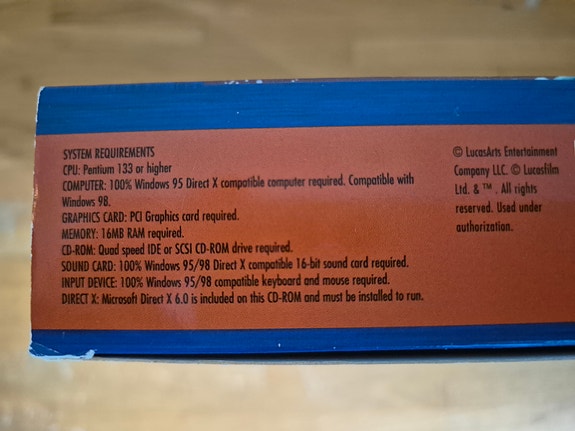 SYSTEM REQUIREMENTS
CPU: Pentium 133 or higher
COMPUTER: 100% Windows 95 Direct X compatible computer required. Compatible with
Windows 98.
GRAPHICS CARD: PCI Graphics card required.
MEMORY: 16MB RAM required.
CD-ROM: Quad speed IDE or SCSI CD-ROM drive required.
SOUND CARD: 100% Windows 95/98 Direct X compatible 16-bit sound card required.
INPUT DEVICE: 100% Windows 95/98 compatible keyboard and mouse required.
DIRECT X: Microsoft Direct X 6.0 is included on this CD-ROM and must be installed to run.
© LucasArts Entertainment
Company LLC. © Lucasfilm
Ltd. & ™ . All rights
reserved. Used under
authorization.